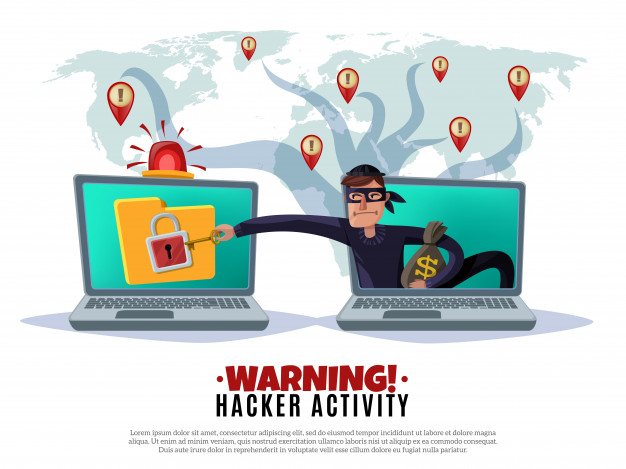 !
!
!
!
!
!
!
$
·WARNING!·
HACKER ACTIVITY
Lorem ipsum dolor sit amet, consectetur adipiscing elit, sed do eiusmod tempor incididunt ut labore et dolore magna
aliqua. Ut enim ad minim veniam, quis nostrud exercitation ullamco laboris nisi ut aliquip ex ea commodo consequat.
Duis aute irure dolor in reprehenderit in voluptate velit esse cillum dolore eu fugiat nulla pariatur.